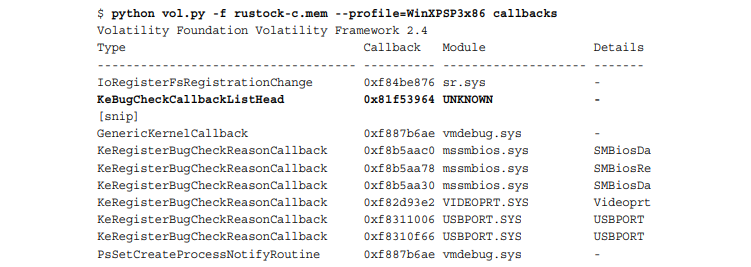 $ python vol.py -f rustock-c.mem --profile=WinXPSP3x86 callbacks
Volatility Foundation Volatility Framework 2.4
Type Callback Module Details
---------------------------------- ---------- -------------------- -------
IoRegisterFsRegistrationChange 0xf84be876 sr.sys -
KeBugCheckCallbackListHead 0x81f53964 UNKNOWN -
[snip]
GenericKernelCallback 0xf887b6ae vmdebug.sys -
KeRegisterBugCheckReasonCallback 0xf8b5aac0 mssmbios.sys SMBiosDa
KeRegisterBugCheckReasonCallback 0xf8b5aa78 mssmbios.sys SMBiosRe
KeRegisterBugCheckReasonCallback 0xf8b5aa30 mssmbios.sys SMBiosDa
KeRegisterBugCheckReasonCallback 0xf82d93e2 VIDEOPRT.SYS Videoprt
KeRegisterBugCheckReasonCallback 0xf8311006 USBPORT.SYS USBPORT
KeRegisterBugCheckReasonCallback 0xf8310f66 USBPORT.SYS USBPORT
PsSetCreateProcessNotifyRoutine 0xf887b6ae vmdebug.sys -